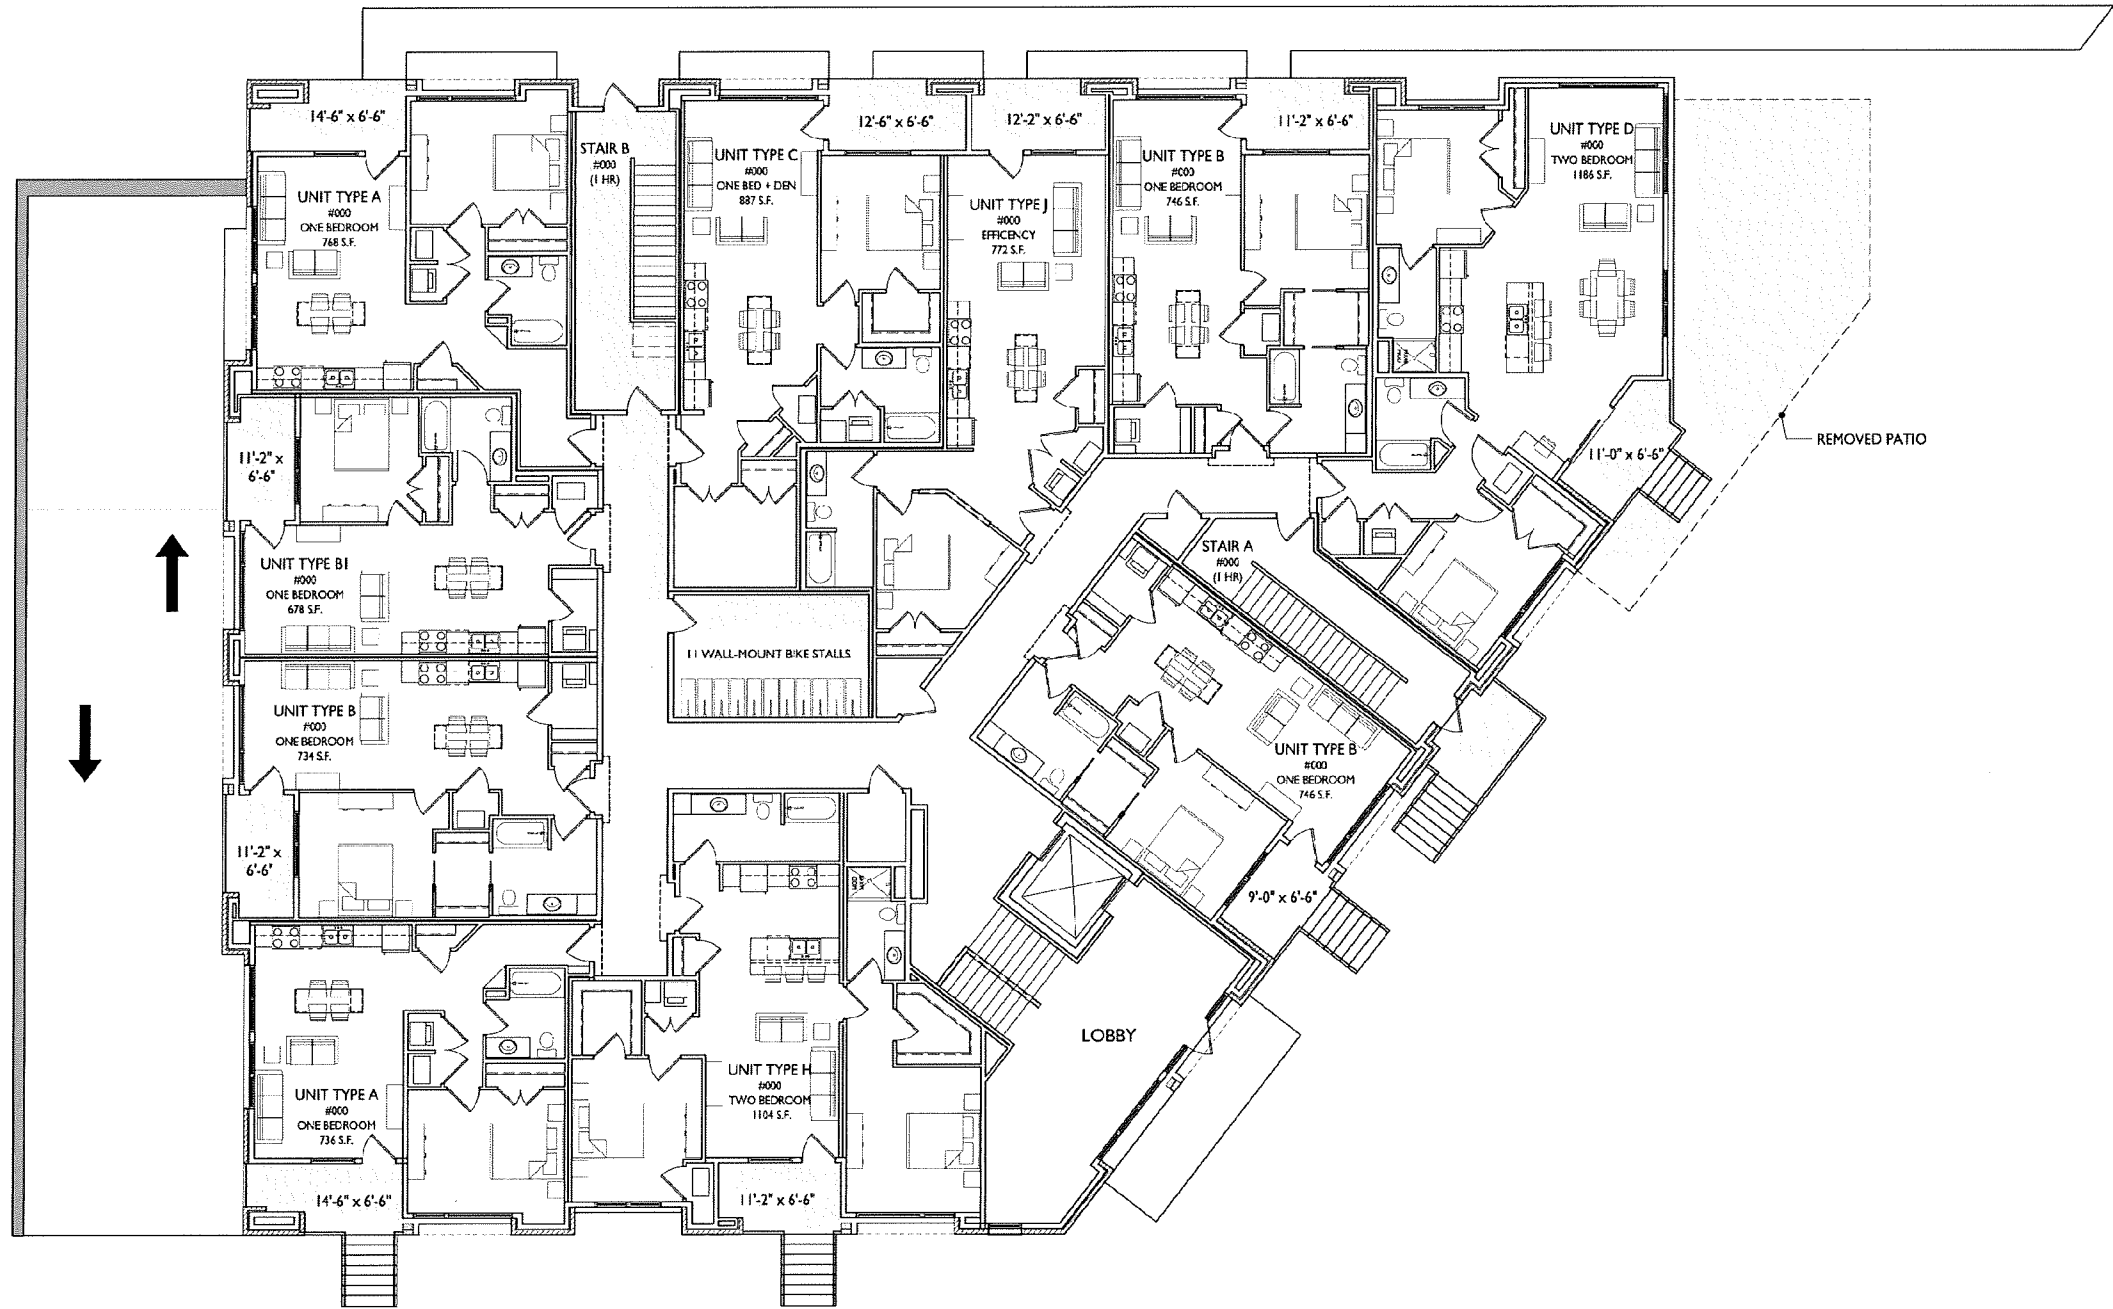 14'-6" x 6'-6"
12'-6" x 6'-6"
12'-2" x 6'-6"
11'-2" x 6'-6"
UNIT TYPE A
#000
ONE BEDROOM
768 S.F.
STAIR B
#000
(1 HR)
UNIT TYPE C
#000
ONE BED + DEN
887 S.F.
UNIT TYPE J
#000
EFFICENCY
772 S.F.
UNIT TYPE B
#000
ONE BEDROOM
746 S.F.
UNIT TYPE D
#000
TWO BEDROOM
1186 S.F.
REMOVED PATIO
11'-0" x 6'-6"
11'-2" x
6'-6"
UNIT TYPE B1
#000
ONE BEDROOM
678 S.F.
STAIR A
#000
(1 HR)
11 WALL-MOUNT BIKE STALLS
UNIT TYPE B
#000
ONE BEDROOM
734 S.F.
UNIT TYPE B
#000
ONE BEDROOM
746 S.F.
11'-2" x
6'-6"
9'-0" x 6'-6"
LOBBY
UNIT TYPE A
#000
ONE BEDROOM
736 S.F.
UNIT TYPE H
#000
TWO BEDROOM
1104 S.F.
14'-6" x 6'-6"
11'-2" x 6'-6"